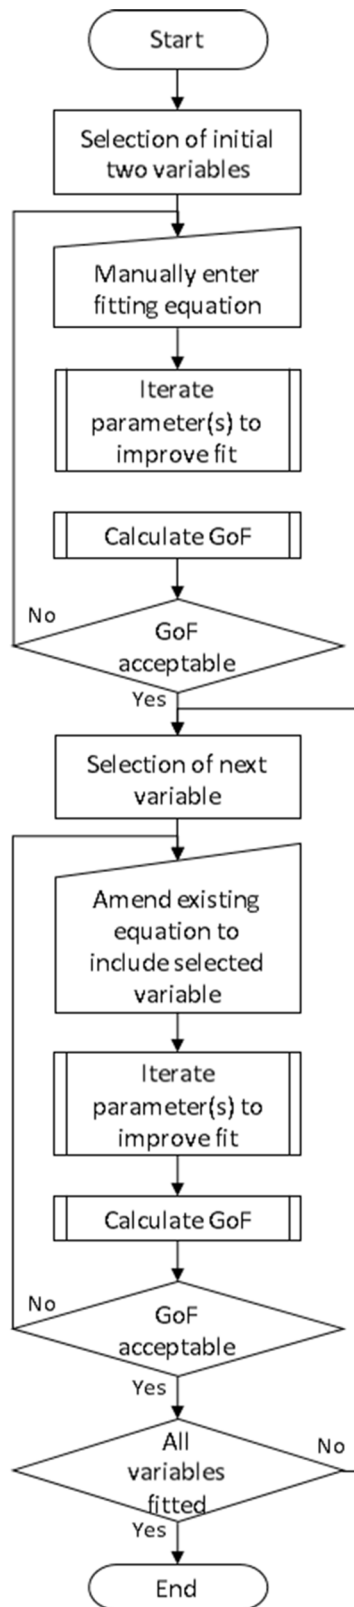 Start
Selection of initial
two variables
Manually enter
fitting equation
Iterate
parameter(s) to
improve fit
Calculate GoF
No
GoF
acceptable
Yes
Selection of next
variable
Amend existing
equation to
include selected
variable
Iterate
parameter(s) to
improve fit
Calculate GoF
No
GoF
acceptable
Yes
All
variables
fitted
No
Yes
End